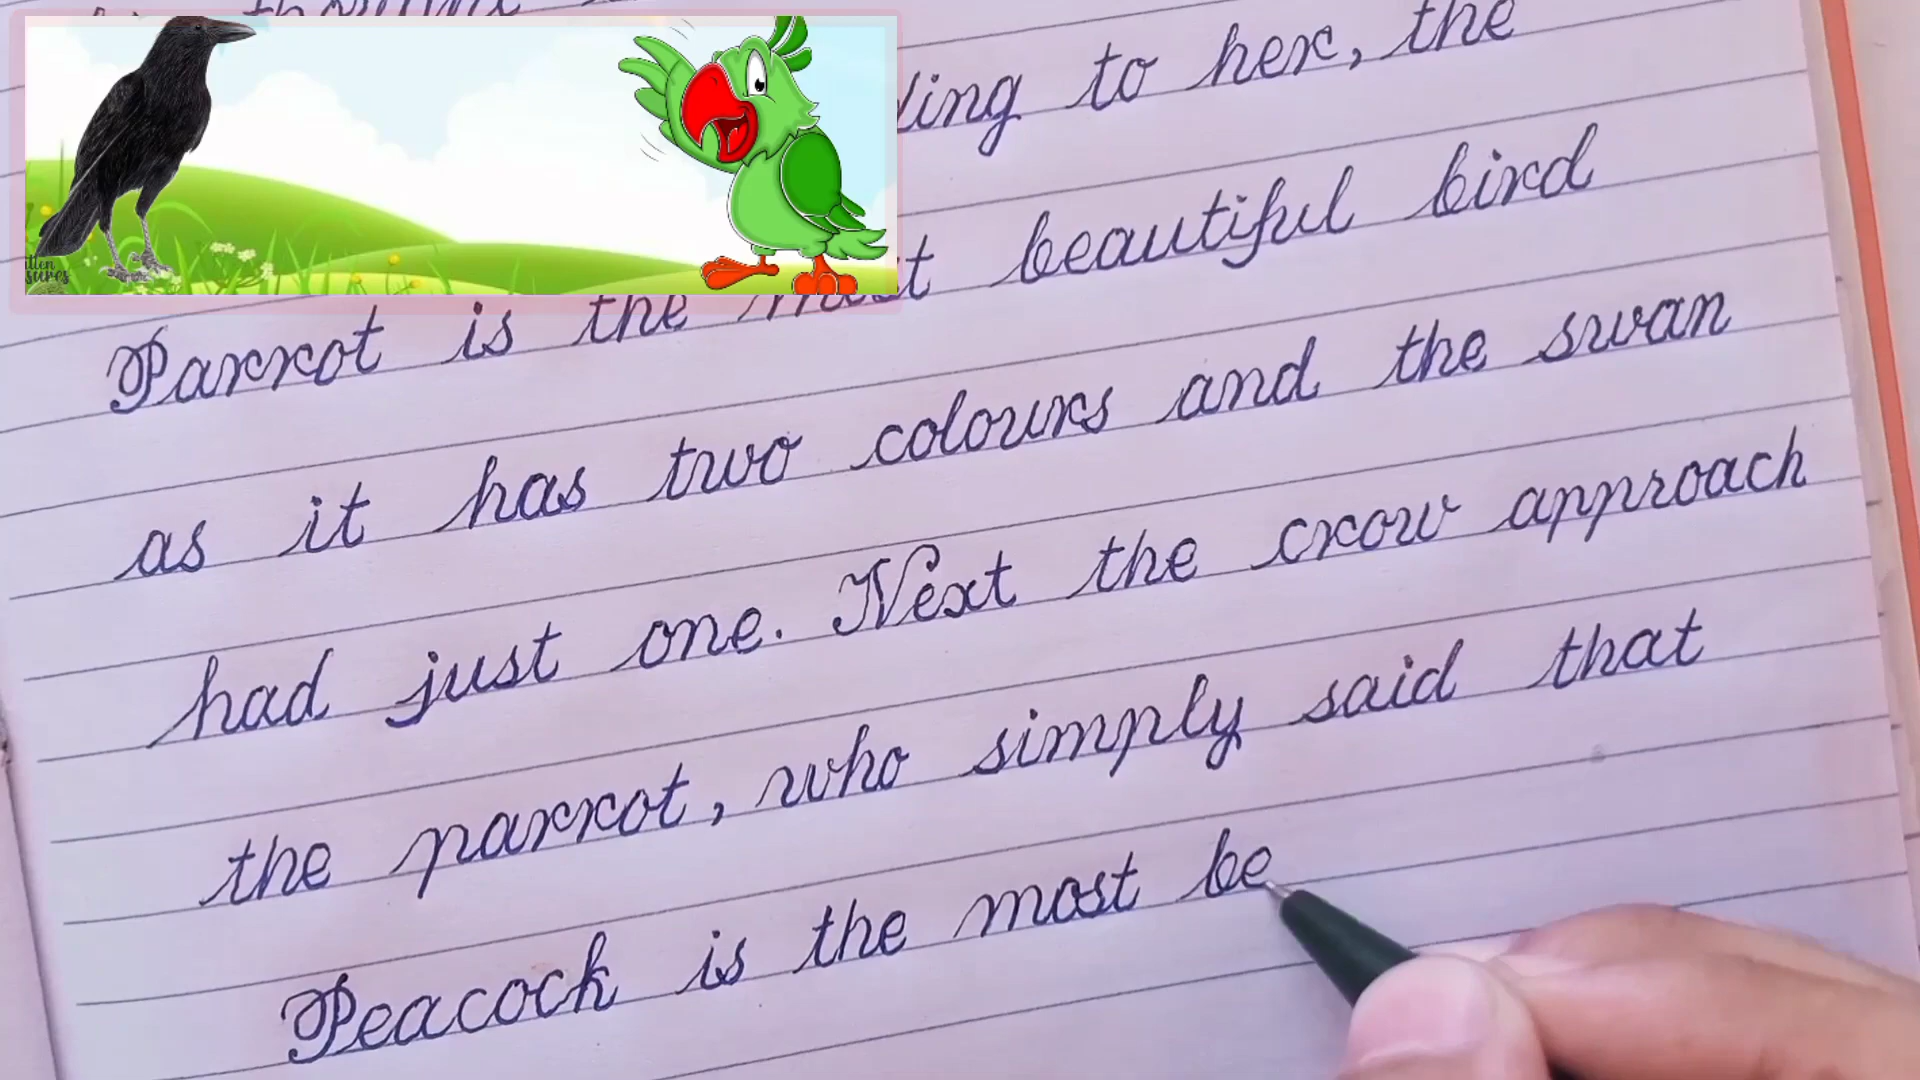 ing to her, the
Parrot is the most beautiful bird
as it has two colours and the swan
had just one. Next the crow approach
the parrot, who simply said that
Peacock is the most be